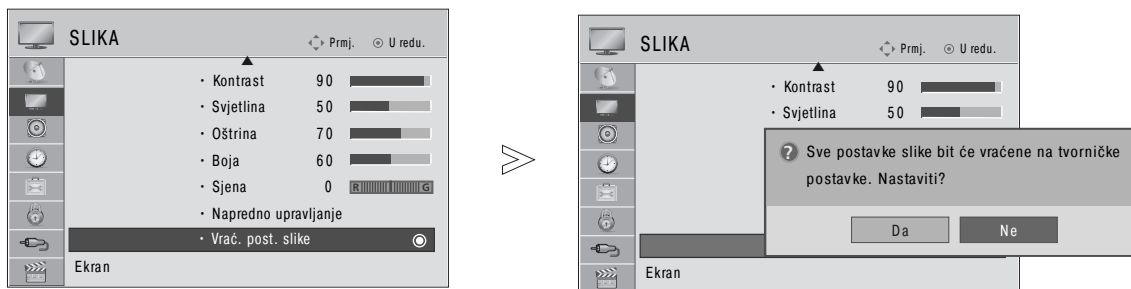 SLIKA
Prmj. U redu.
· Kontrast 90
· Svjetlina 50
· Oštrina 70
· Boja 60
· Sjena 0 R G
· Napredno upravljanje
· Vrać. post. slike
Ekran
SLIKA
Prmj. U redu.
· Kontrast 90
· Svjetlina 50
? Sve postavke slike bit će vraćene na tvorničke
postavke. Nastaviti?
Da Ne
Ekran